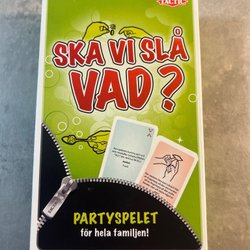 TACTIC
SKA VI SLÅ
VAD?
PARTYSPELET
för hela familjen!